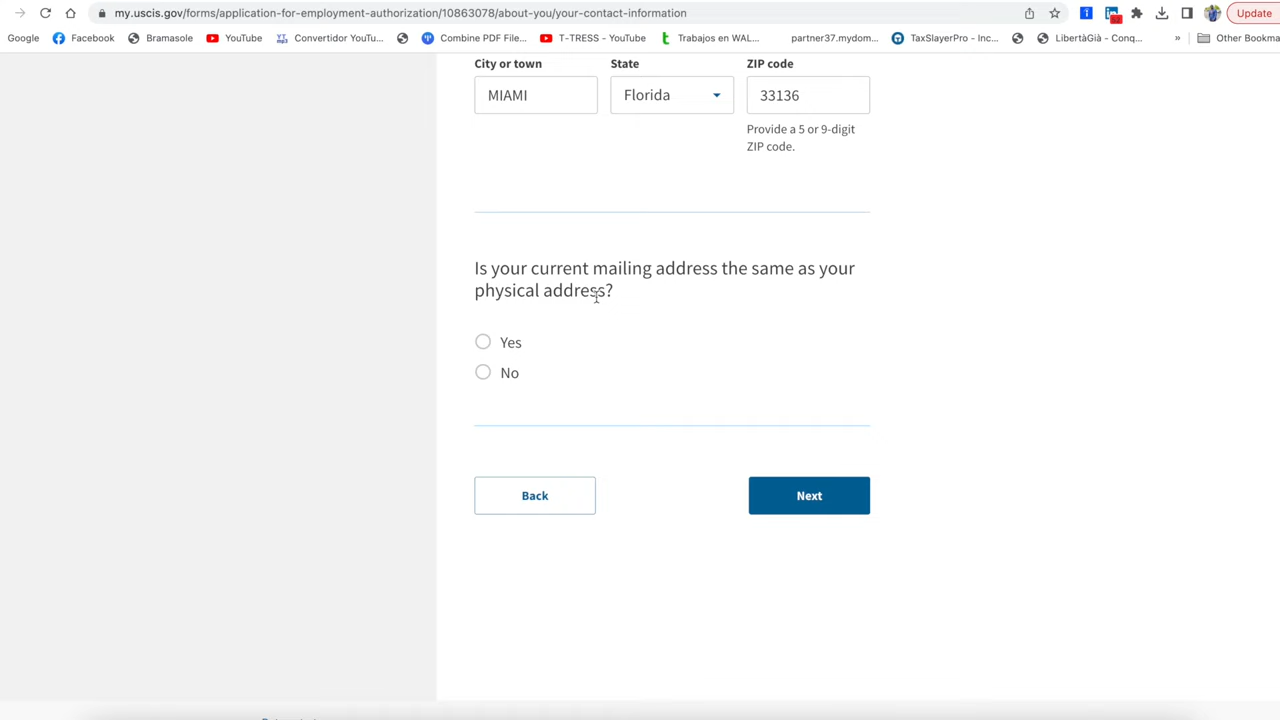 my.uscis.gov/forms/application-for-employment-authorization/10863078/about-you/your-contact-information
Update
Google Facebook Bramasole YouTube Convertidor YouTu... Combine PDF File... T-TRESS - YouTube Trabajos en WAL... partner37.mydom... TaxSlayerPro - Inc... LibertàGià - Conq... » Other Bookma
City or town State ZIP code
MIAMI Florida 33136
Provide a 5 or 9-digit
ZIP code.
Is your current mailing address the same as your
physical address?
Yes
No
Back Next